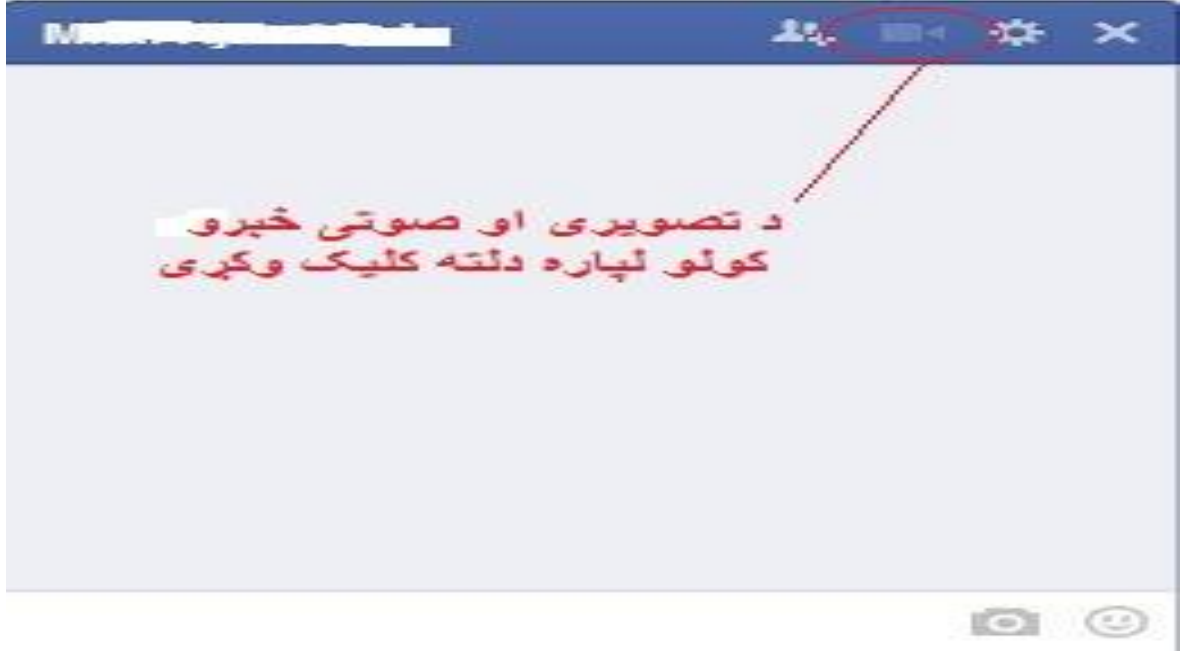 د تصویری او صوتی خبرو
کولو لپاره دلته کلیک وکړی